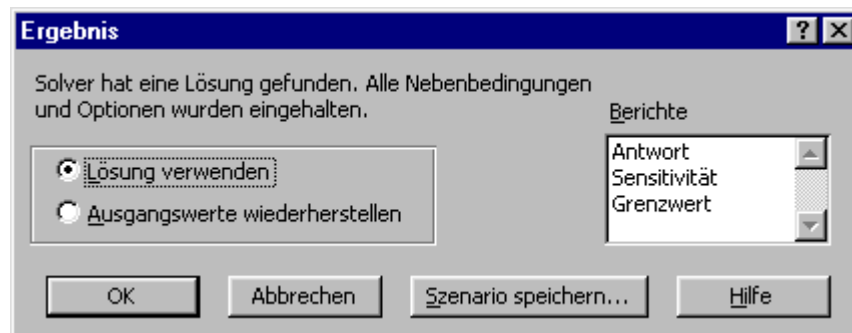 Ergebnis
Solver hat eine Lösung gefunden. Alle Nebenbedingungen
und Optionen wurden eingehalten.
Berichte
Lösung verwenden
Ausgangswerte wiederherstellen
Antwort
Sensitivität
Grenzwert
OK
Abbrechen
Szenario speichern...
Hilfe